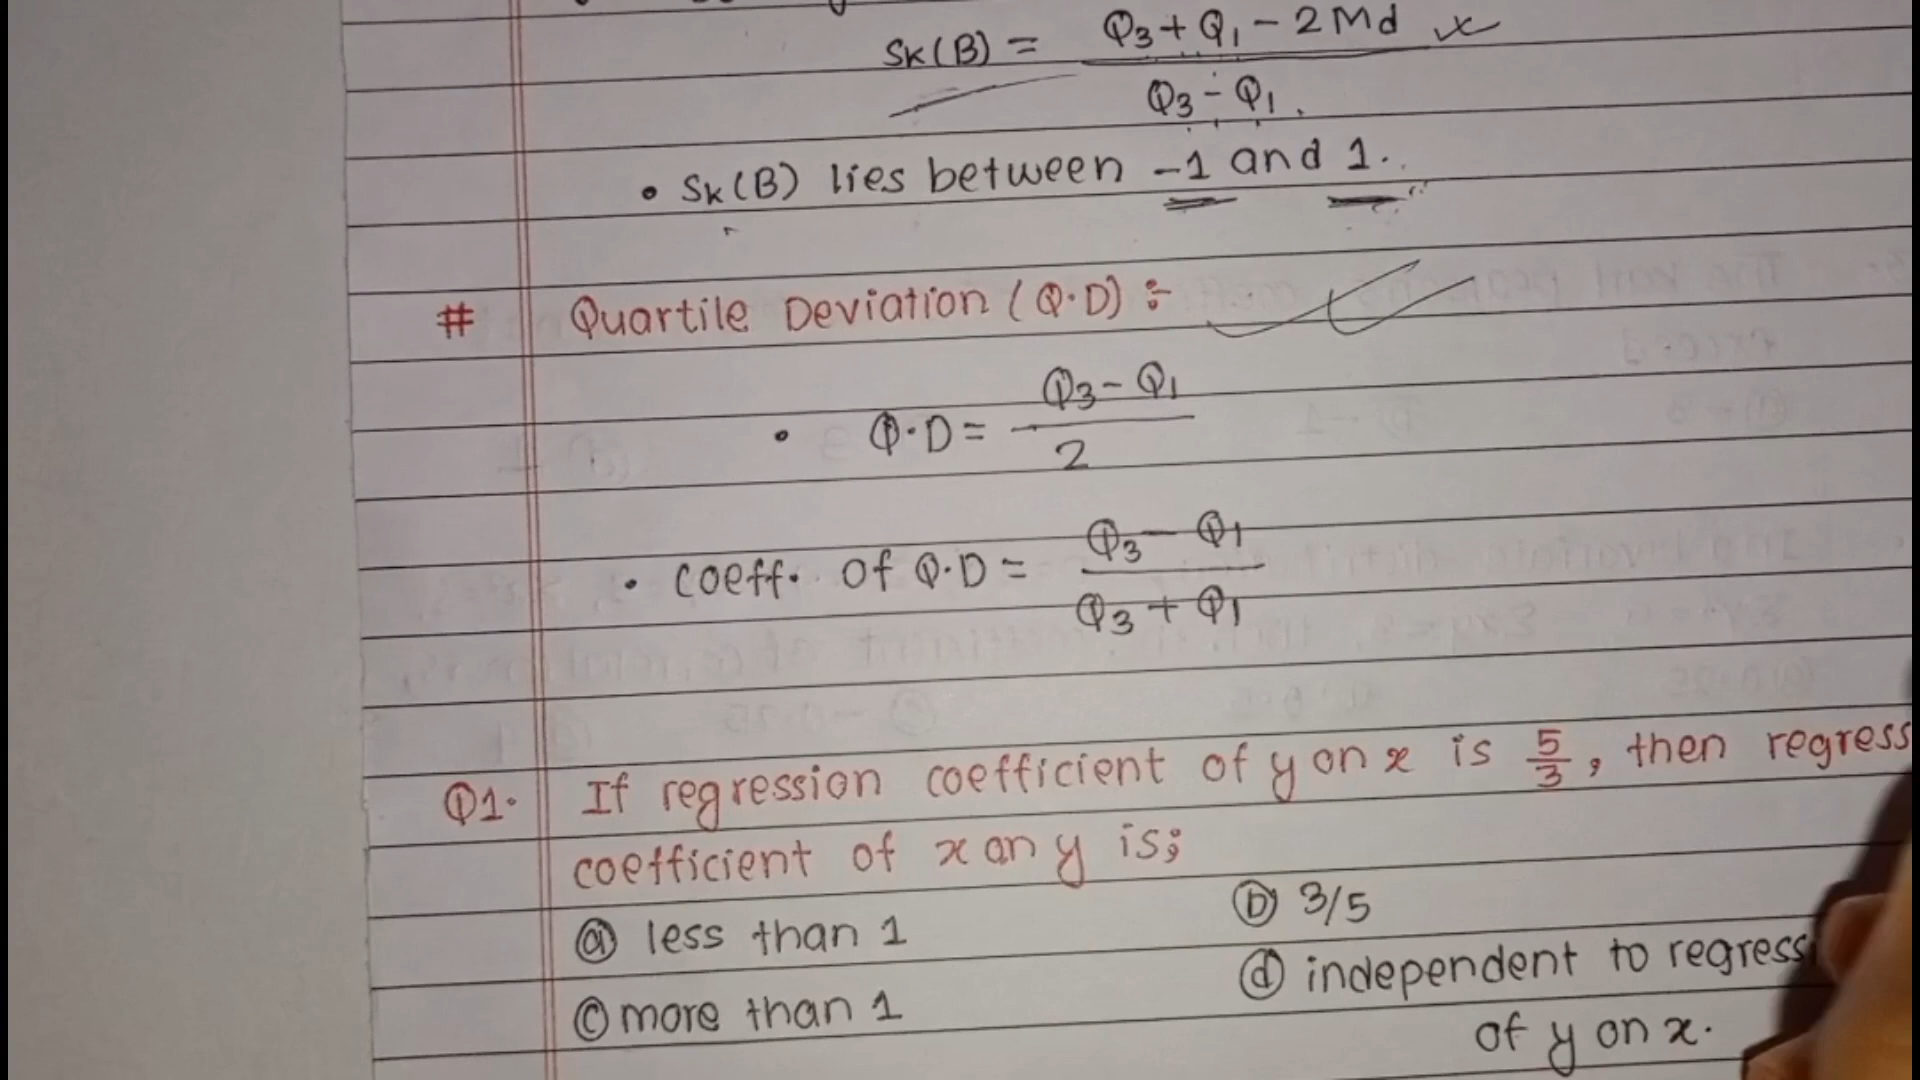 Sk(B) = (Q3 + Q1 - 2Md) / (Q3 - Q1).
• Sk(B) lies between -1 and 1.
# Quartile Deviation (Q.D) :-
• Q.D = (Q3 - Q1) / 2
• Coeff. of Q.D = (Q3 - Q1) / (Q3 + Q1)
Q1. If regression coefficient of y on x is 5/3, then regress
coefficient of x on y is;
(a) less than 1 (b) 3/5
(c) more than 1 (d) independent to regress
of y on x.